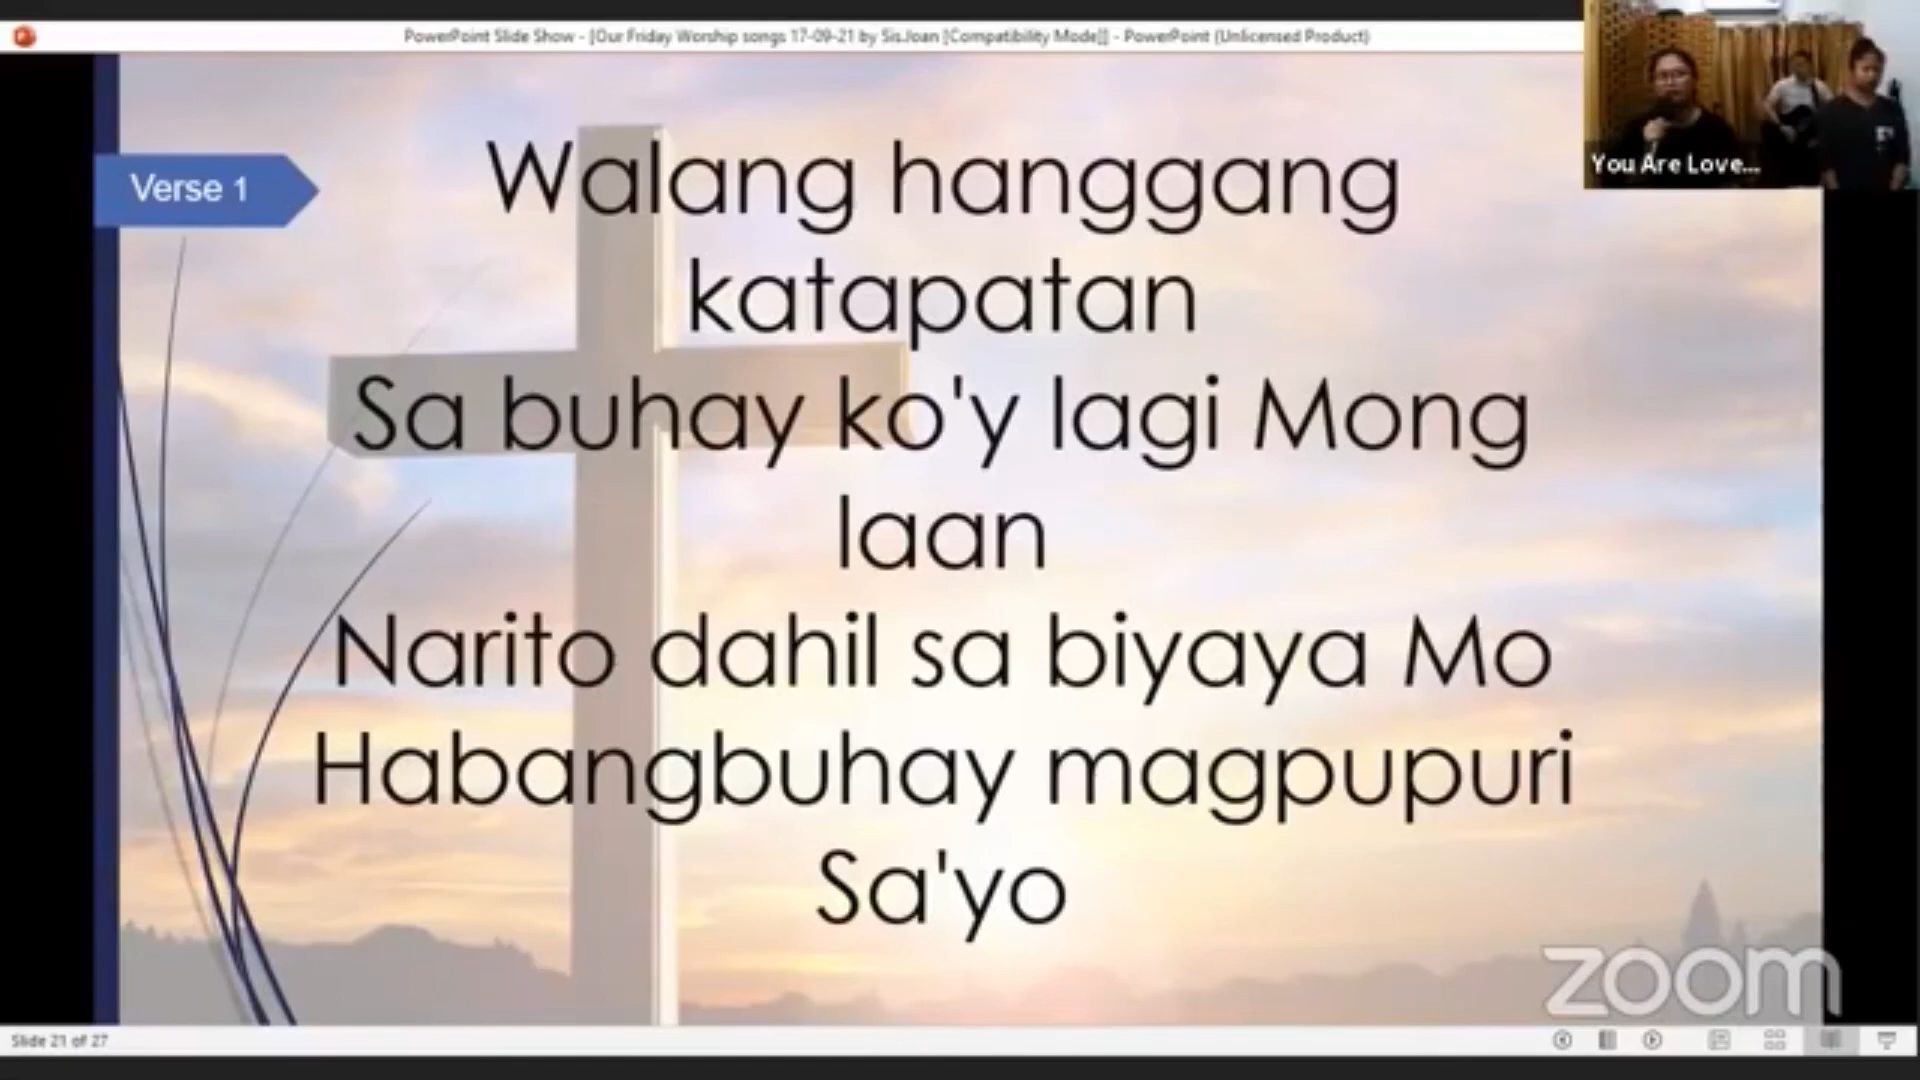 PowerPoint Slide Show - [Our Friday Worship songs 17-09-21 by SisJoan [Compatibility Mode]] - PowerPoint (Unlicensed Product)
You Are Love...
Verse 1
Walang hanggang
katapatan
Sa buhay ko'y lagi Mong
laan
Narito dahil sa biyaya Mo
Habangbuhay magpupuri
Sa'yo
zoom
Slide 21 of 27